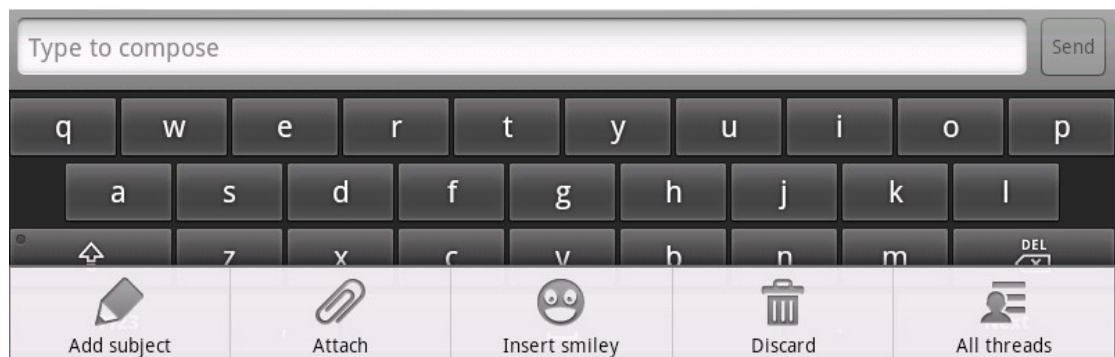 Type to compose Send
q w e r t y u i o p
a s d f g h j k l
z x c v b n m DEL
Add subject Attach Insert smiley Discard All threads